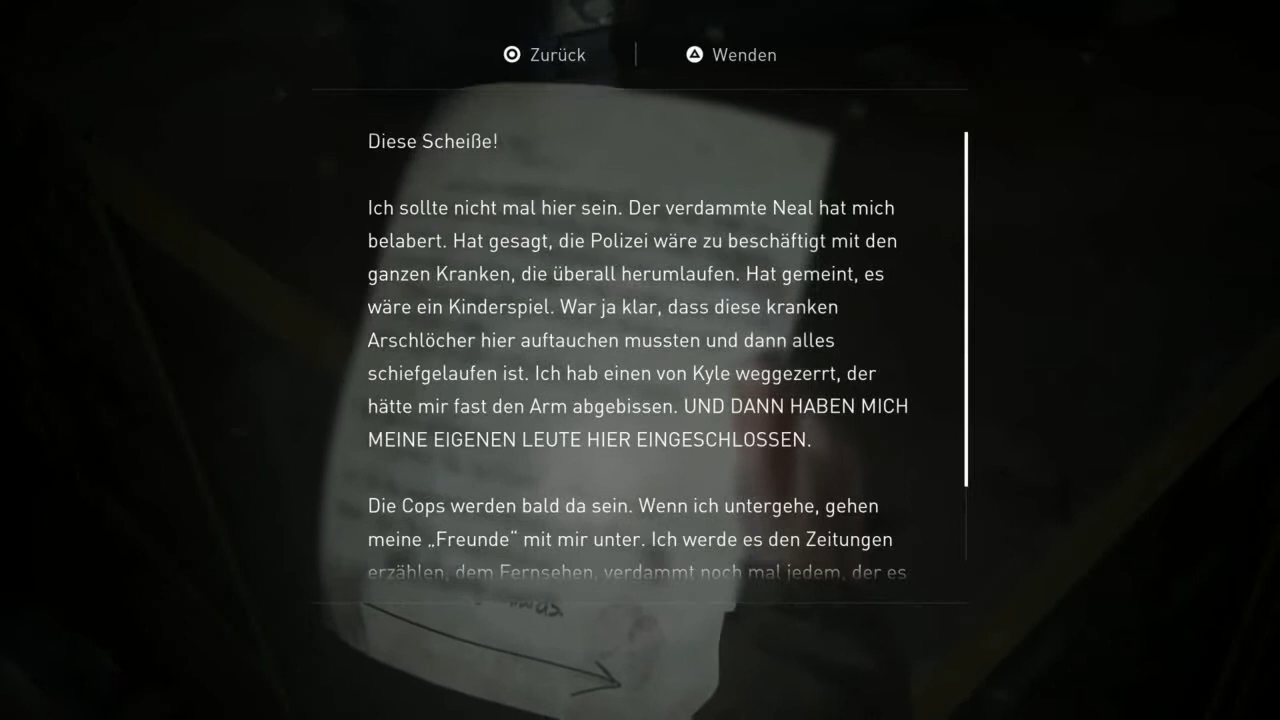 Zurück
Wenden
Diese Scheiße!
Ich sollte nicht mal hier sein. Der verdammte Neal hat mich
belabert. Hat gesagt, die Polizei wäre zu beschäftigt mit den
ganzen Kranken, die überall herumlaufen. Hat gemeint, es
wäre ein Kinderspiel. War ja klar, dass diese kranken
Arschlöcher hier auftauchen mussten und dann alles
schiefgelaufen ist. Ich hab einen von Kyle weggezerrt, der
hätte mir fast den Arm abgebissen. UND DANN HABEN MICH
MEINE EIGENEN LEUTE HIER EINGESCHLOSSEN.
Die Cops werden bald da sein. Wenn ich untergehe, gehen
meine „Freunde“ mit mir unter. Ich werde es den Zeitungen
erzählen, dem Fernsehen, verdammt noch mal jedem, der es